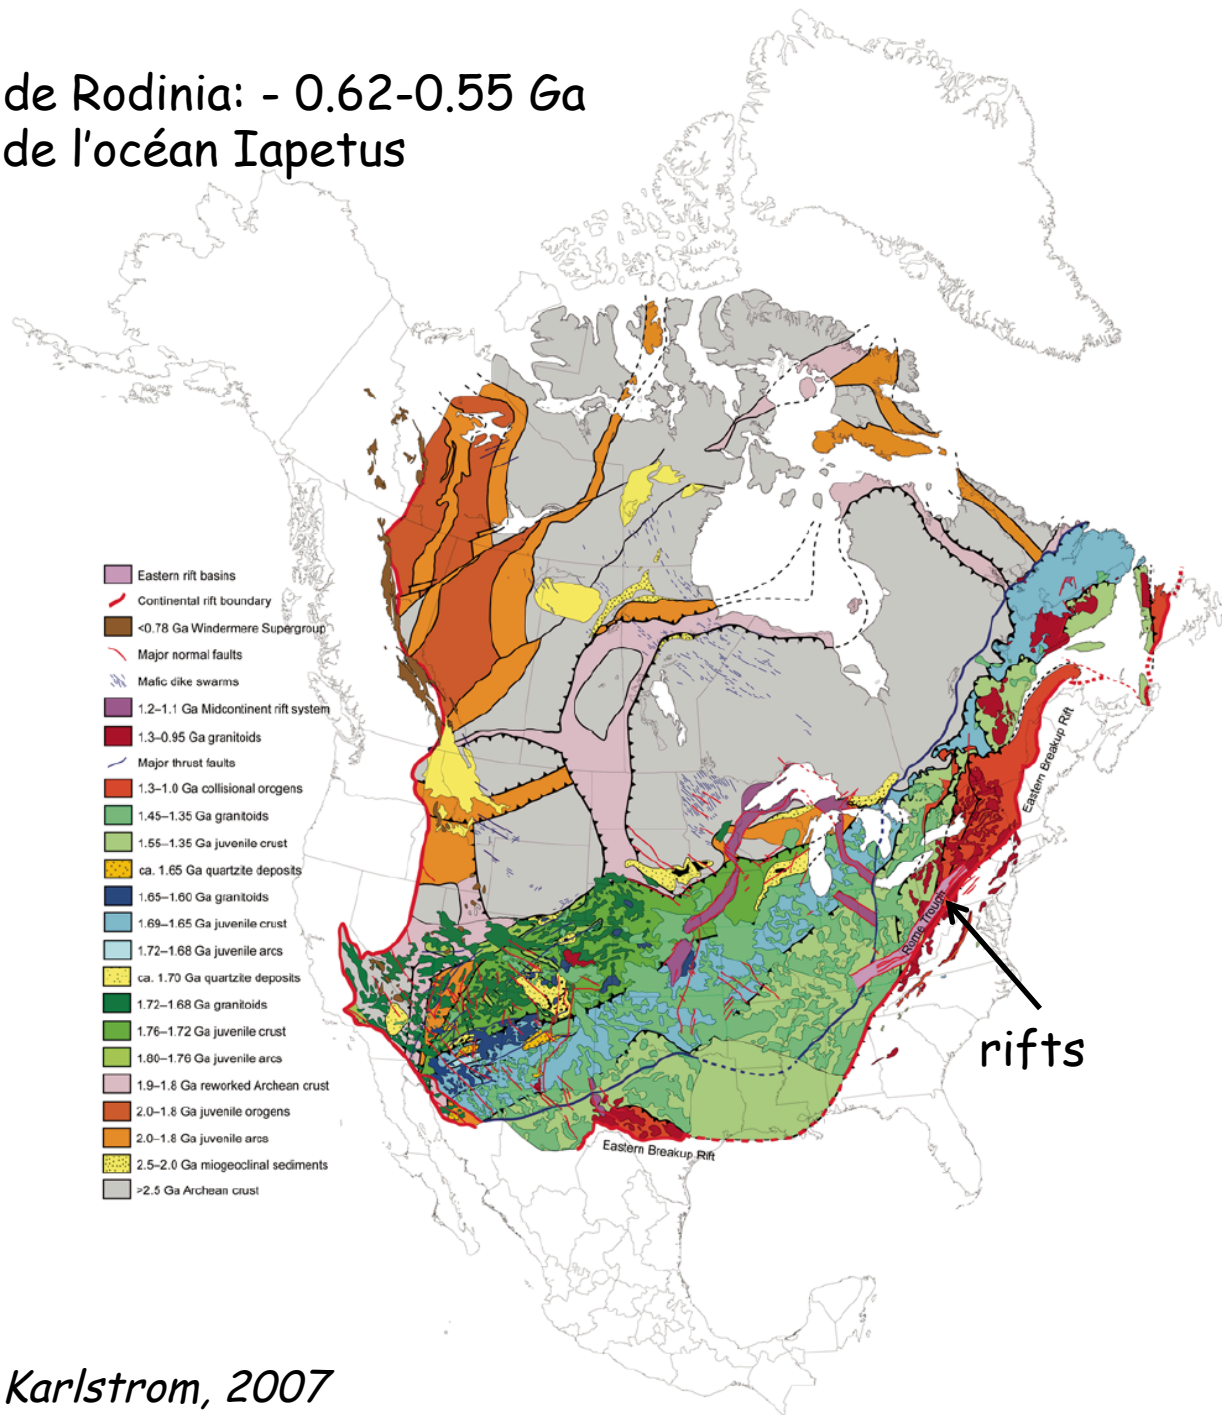 de Rodinia: - 0.62-0.55 Ga
de l'océan Iapetus
Eastern rift basins
Continental rift boundary
<0.78 Ga Windermere Supergroup
Major normal faults
Mafic dike swarms
1.2–1.1 Ga Midcontinent rift system
1.3–0.95 Ga granitoids
Major thrust faults
1.3–1.0 Ga collisional orogens
1.45–1.35 Ga granitoids
1.55–1.35 Ga juvenile crust
ca. 1.65 Ga quartzite deposits
1.65–1.60 Ga granitoids
1.69–1.65 Ga juvenile crust
1.72–1.68 Ga juvenile arcs
ca. 1.70 Ga quartzite deposits
1.72–1.68 Ga granitoids
1.76–1.72 Ga juvenile crust
1.80–1.76 Ga juvenile arcs
1.9–1.8 Ga reworked Archean crust
2.0–1.8 Ga juvenile orogens
2.0–1.8 Ga juvenile arcs
2.5–2.0 Ga miogeoclinal sediments
>2.5 Ga Archean crust
Eastern Breakup Rift
Rome Trough
rifts
Eastern Breakup Rift
Karlstrom, 2007